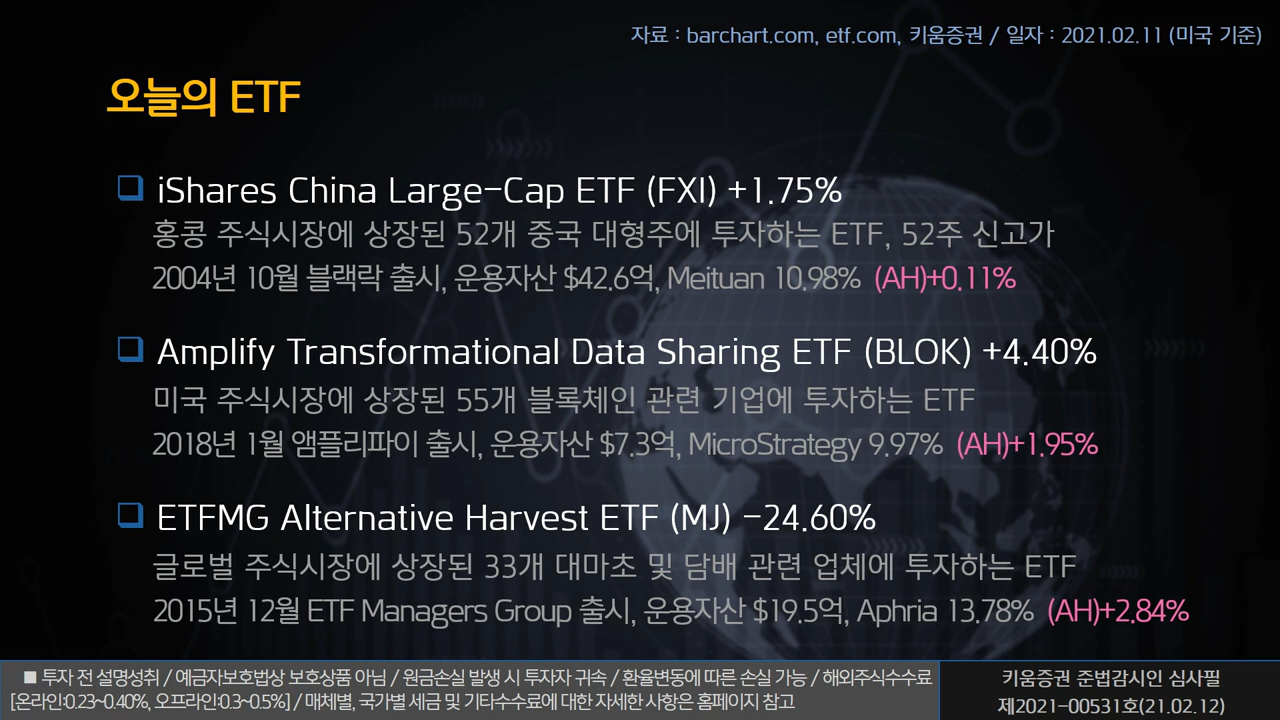 자료 : barchart.com, etf.com, 키움증권 / 일자 : 2021.02.11 (미국 기준)
오늘의 ETF
❑ iShares China Large-Cap ETF (FXI) +1.75%
홍콩 주식시장에 상장된 52개 중국 대형주에 투자하는 ETF, 52주 신고가
2004년 10월 블랙락 출시, 운용자산 $42.6억, Meituan 10.98% (AH)+0.11%
❑ Amplify Transformational Data Sharing ETF (BLOK) +4.40%
미국 주식시장에 상장된 55개 블록체인 관련 기업에 투자하는 ETF
2018년 1월 앰플리파이 출시, 운용자산 $7.3억, MicroStrategy 9.97% (AH)+1.95%
❑ ETFMG Alternative Harvest ETF (MJ) -24.60%
글로벌 주식시장에 상장된 33개 대마초 및 담배 관련 업체에 투자하는 ETF
2015년 12월 ETF Managers Group 출시, 운용자산 $19.5억, Aphria 13.78% (AH)+2.84%
■ 투자 전 설명성취 / 예금자보호법상 보호상품 아님 / 원금손실 발생 시 투자자 귀속 / 환율변동에 따른 손실 가능 / 해외주식수수료
[온라인:0.23~0.40%, 오프라인:0.3~0.5%] / 매체별, 국가별 세금 및 기타수수료에 대한 자세한 사항은 홈페이지 참고
키움증권 준법감시인 심사필
제2021-00531호(21.02.12)